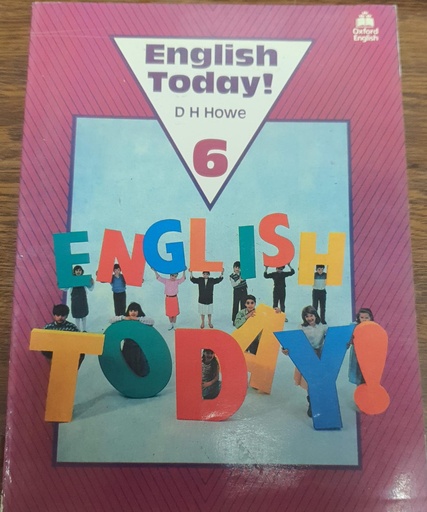 Oxford
English
English
Today!
D H Howe
6
ENGLISH
TODAY!